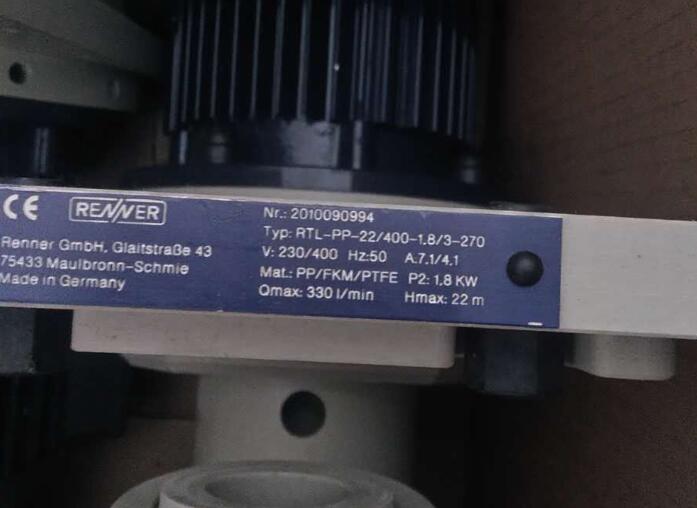 CE RENNER
Renner GmbH, Glaitstraße 43
75433 Maulbronn-Schmie
Made in Germany
Nr.: 2010090994
Typ: RTL-PP-22/400-1.8/3-270
V: 230/400 Hz:50 A:7.1/4.1
Mat.: PP/FKM/PTFE P2: 1.8 KW
Qmax: 330 l/min Hmax: 22 m